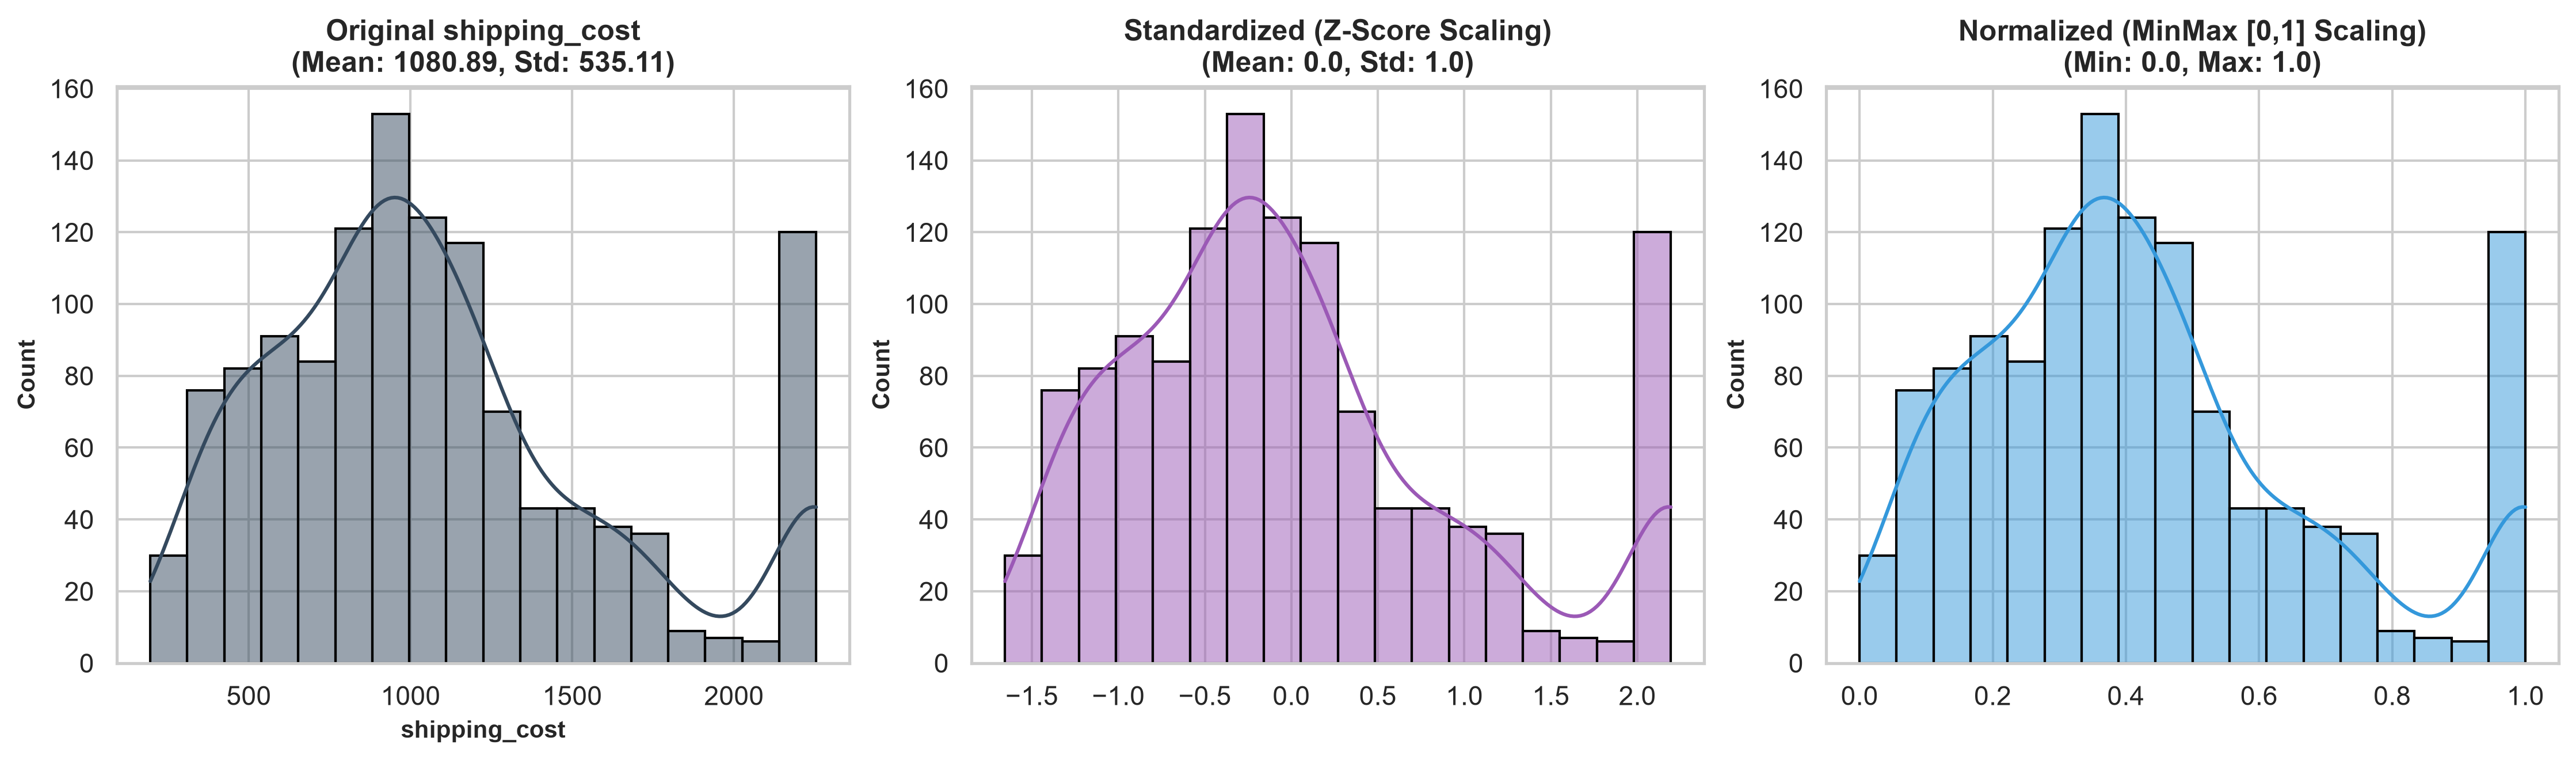 Original shipping_cost
(Mean: 1080.89, Std: 535.11)
160
140
120
100
80
60
40
20
0
Count
500 1000 1500 2000
shipping_cost
Standardized (Z-Score Scaling)
(Mean: 0.0, Std: 1.0)
160
140
120
100
80
60
40
20
0
Count
−1.5 −1.0 −0.5 0.0 0.5 1.0 1.5 2.0
Normalized (MinMax [0,1] Scaling)
(Min: 0.0, Max: 1.0)
160
140
120
100
80
60
40
20
0
Count
0.0 0.2 0.4 0.6 0.8 1.0